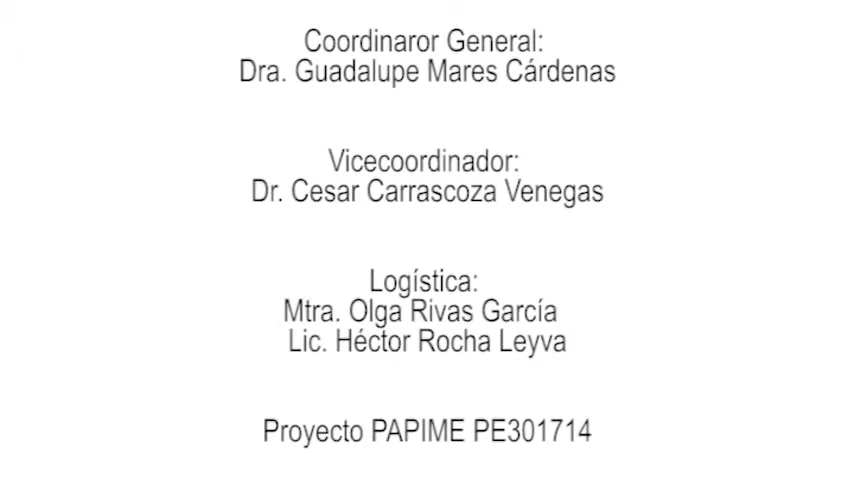 Coordinaror General:
Dra. Guadalupe Mares Cárdenas
Vicecoordinador:
Dr. Cesar Carrascoza Venegas
Logística:
Mtra. Olga Rivas García
Lic. Héctor Rocha Leyva
Proyecto PAPIME PE301714